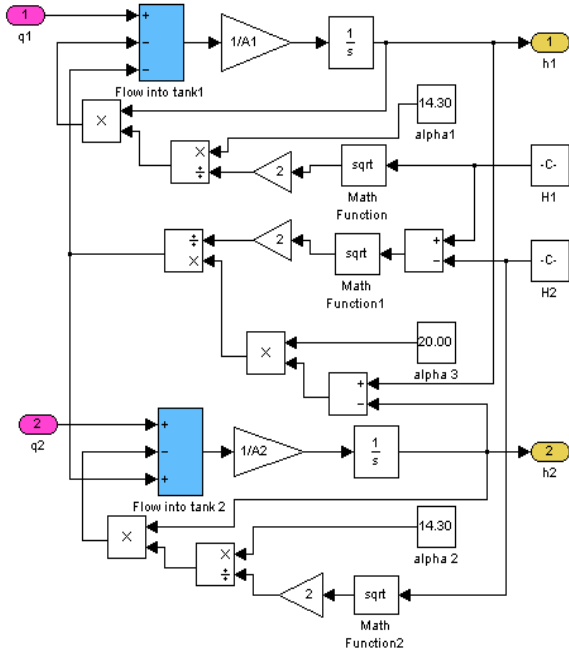 1
q1
+
−
−
Flow into tank1
1/A1
1
s
1
h1
×
14.30
alpha1
×
÷
2
sqrt
Math
Function
-C-
H1
÷
×
2
sqrt
Math
Function1
+
−
-C-
H2
×
20.00
alpha 3
+
−
2
q2
+
−
+
Flow into tank 2
1/A2
1
s
2
h2
×
14.30
alpha 2
×
÷
2
sqrt
Math
Function2